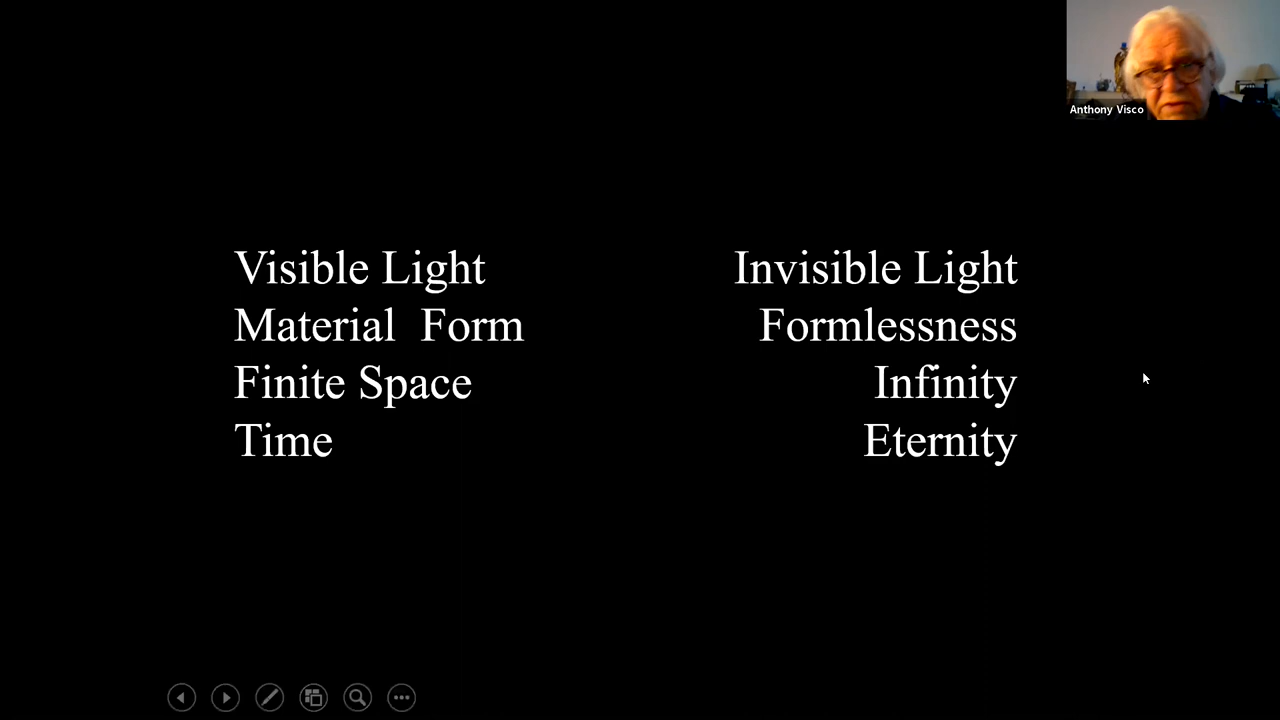 Anthony Visco
Visible Light
Material Form
Finite Space
Time
Invisible Light
Formlessness
Infinity
Eternity